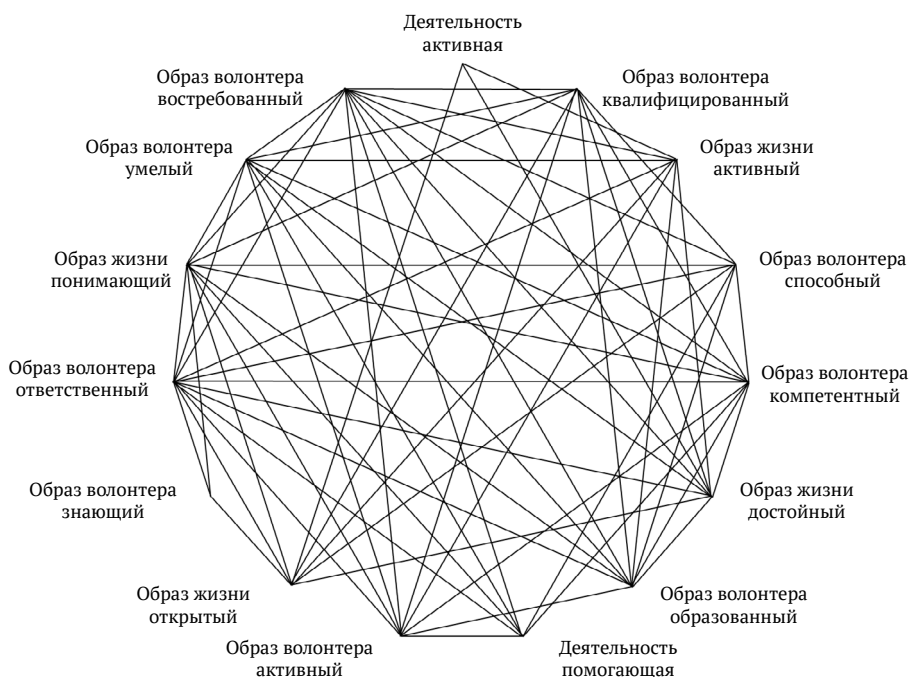 Деятельность
активная
Образ волонтера
востребованный
Образ волонтера
квалифицированный
Образ волонтера
умелый
Образ жизни
активный
Образ жизни
понимающий
Образ волонтера
способный
Образ волонтера
ответственный
Образ волонтера
компетентный
Образ волонтера
знающий
Образ жизни
достойный
Образ жизни
открытый
Образ волонтера
образованный
Образ волонтера
активный
Деятельность
помогающая